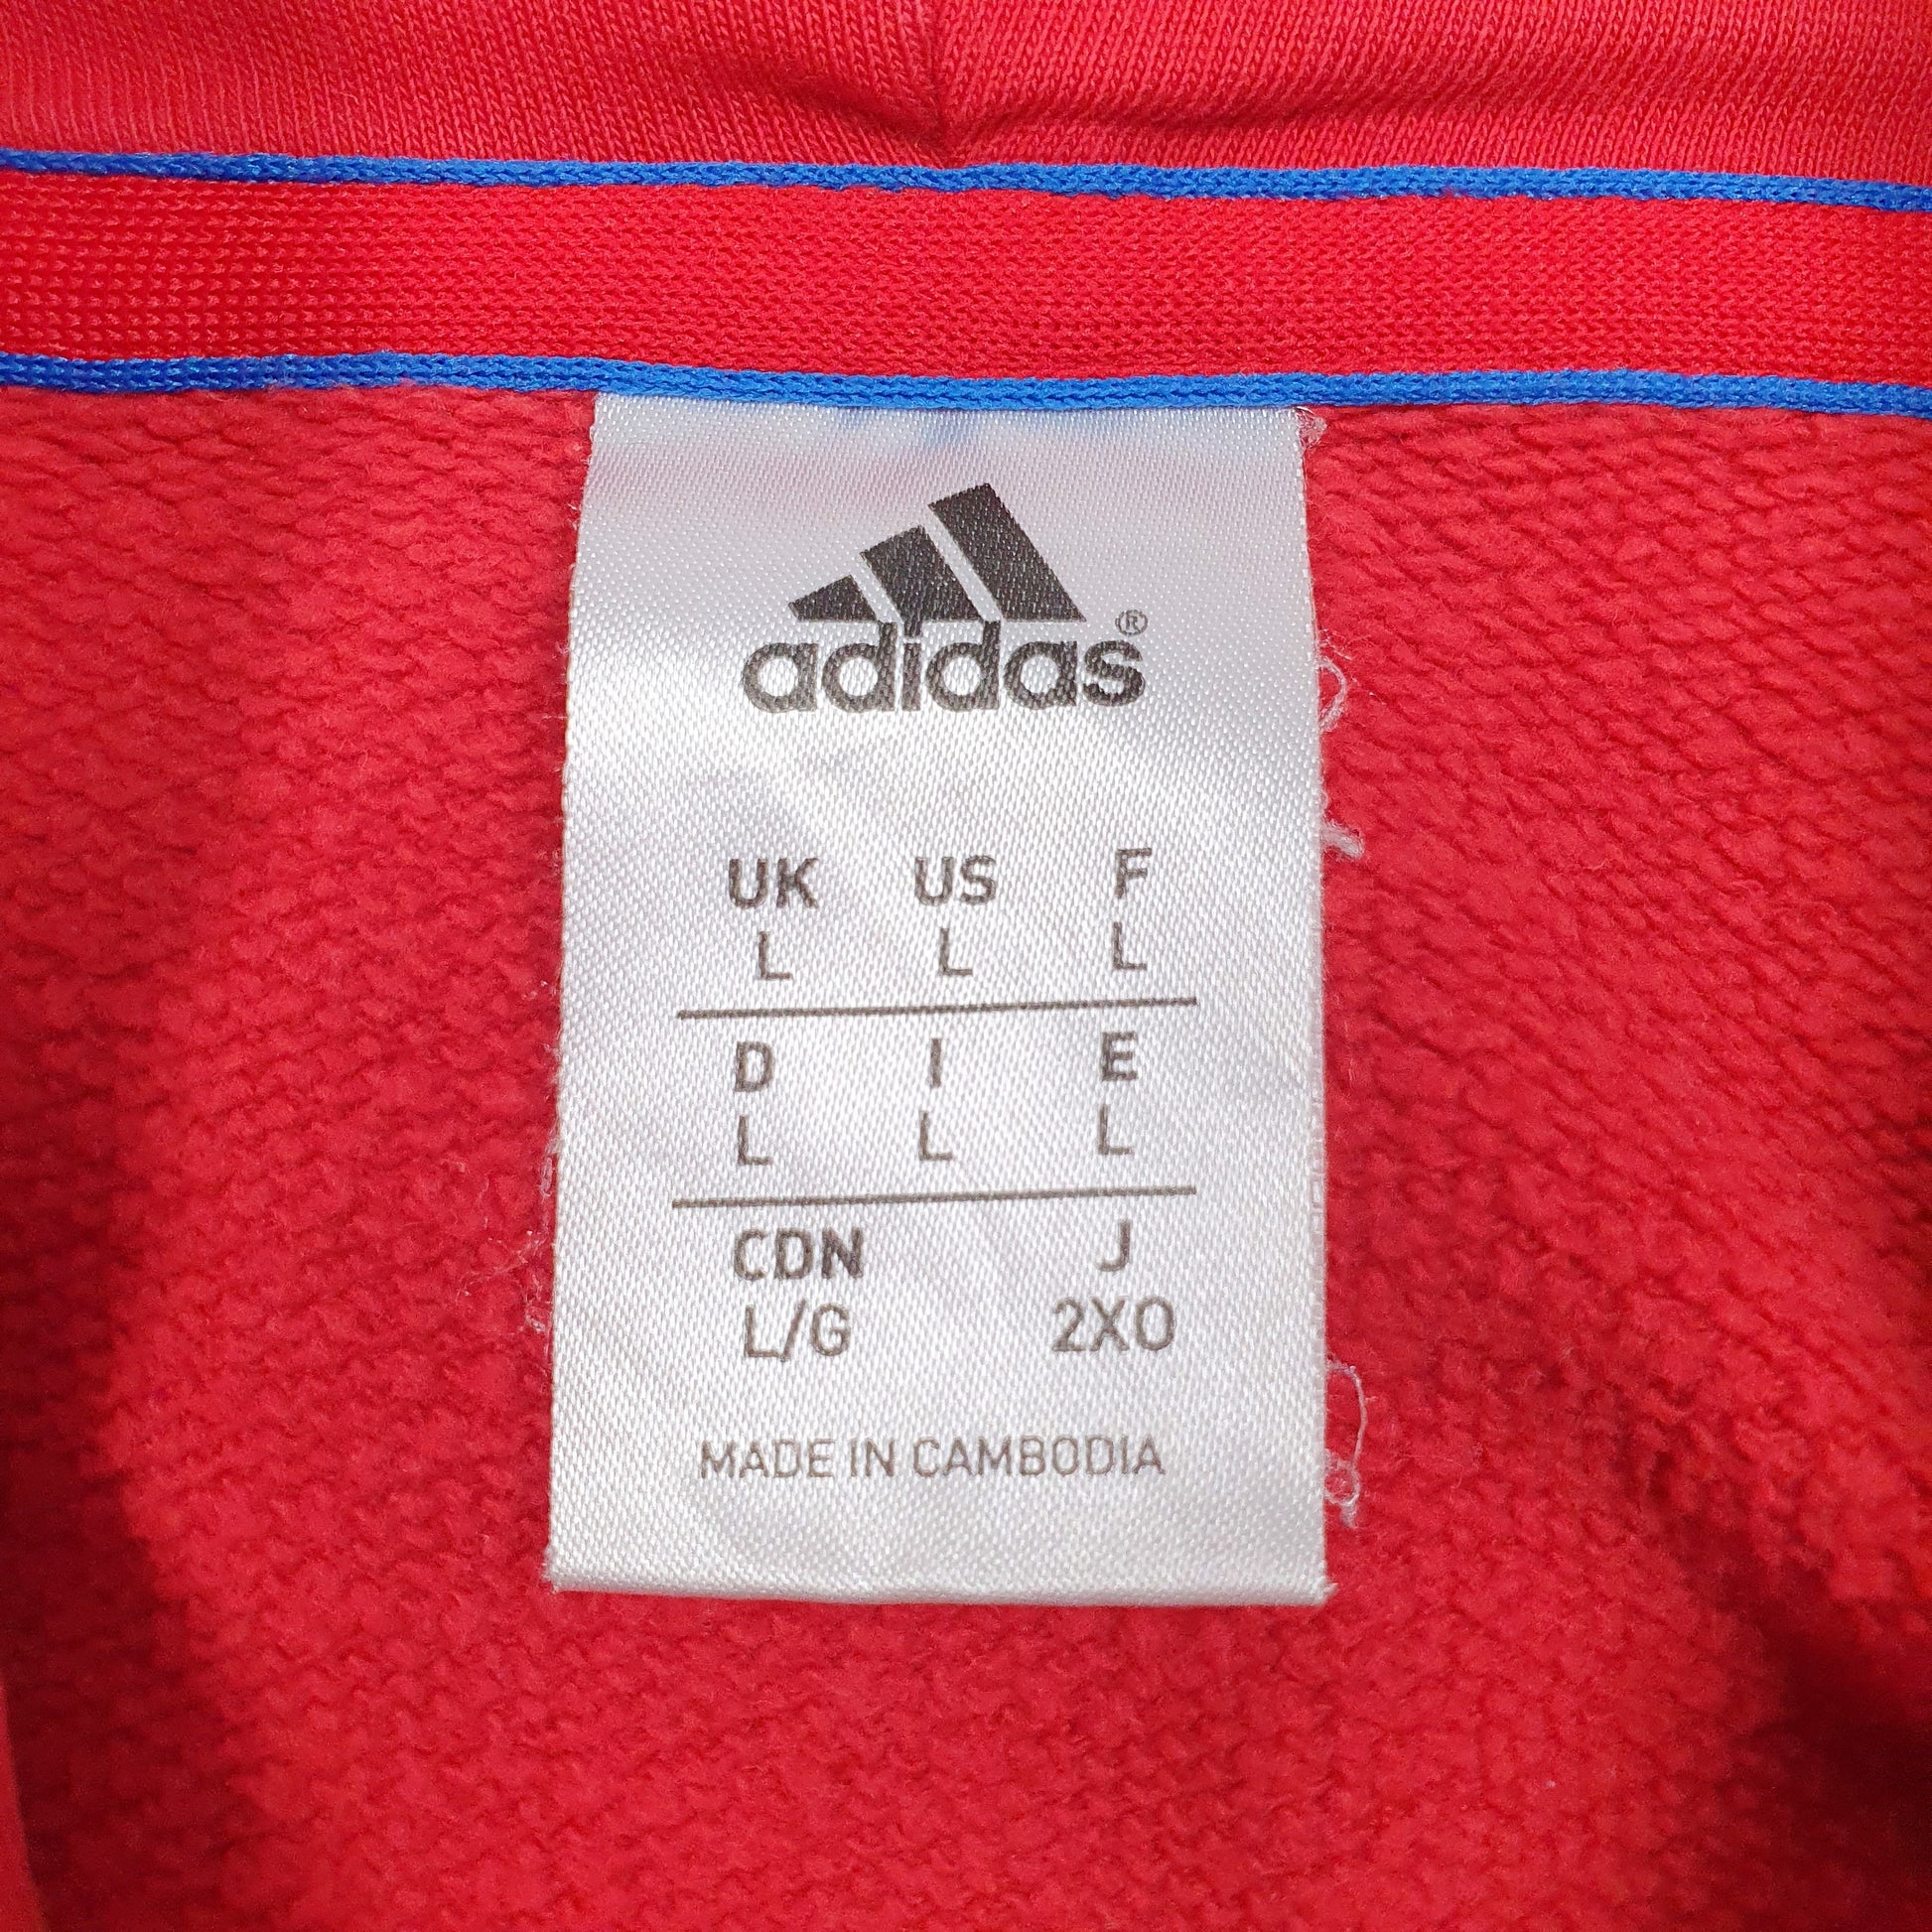 adidas®
UK US F
L L L
D I E
L L L
CDN J
L/G 2XO
MADE IN CAMBODIA